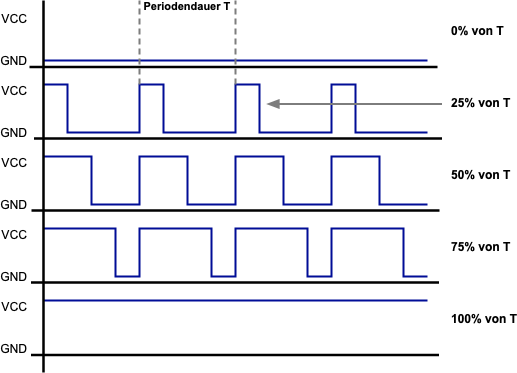 Periodendauer T
VCC
0% von T
GND
VCC
25% von T
GND
VCC
50% von T
GND
VCC
75% von T
GND
VCC
100% von T
GND